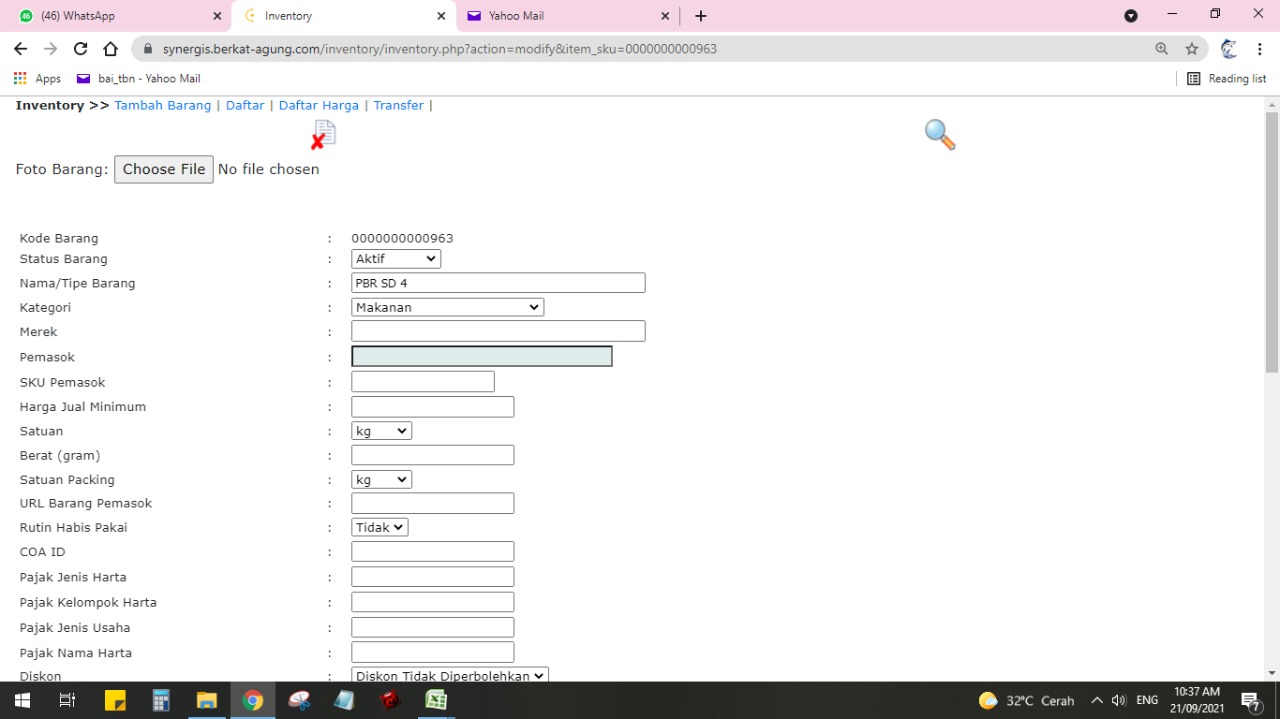 (46) WhatsApp
Inventory
Yahoo Mail
synergis.berkat-agung.com/inventory/inventory.php?action=modify&item_sku=0000000000963
Apps
bai_tbn - Yahoo Mail
Reading list
Inventory >> Tambah Barang | Daftar | Daftar Harga | Transfer |
Foto Barang: Choose File No file chosen
Kode Barang : 0000000000963
Status Barang : Aktif
Nama/Tipe Barang : PBR SD 4
Kategori : Makanan
Merek :
Pemasok :
SKU Pemasok :
Harga Jual Minimum :
Satuan : kg
Berat (gram) :
Satuan Packing : kg
URL Barang Pemasok :
Rutin Habis Pakai : Tidak
COA ID :
Pajak Jenis Harta :
Pajak Kelompok Harta :
Pajak Jenis Usaha :
Pajak Nama Harta :
Diskon : Diskon Tidak Diperbolehkan
32°C Cerah
ENG
10:37 AM
21/09/2021
7